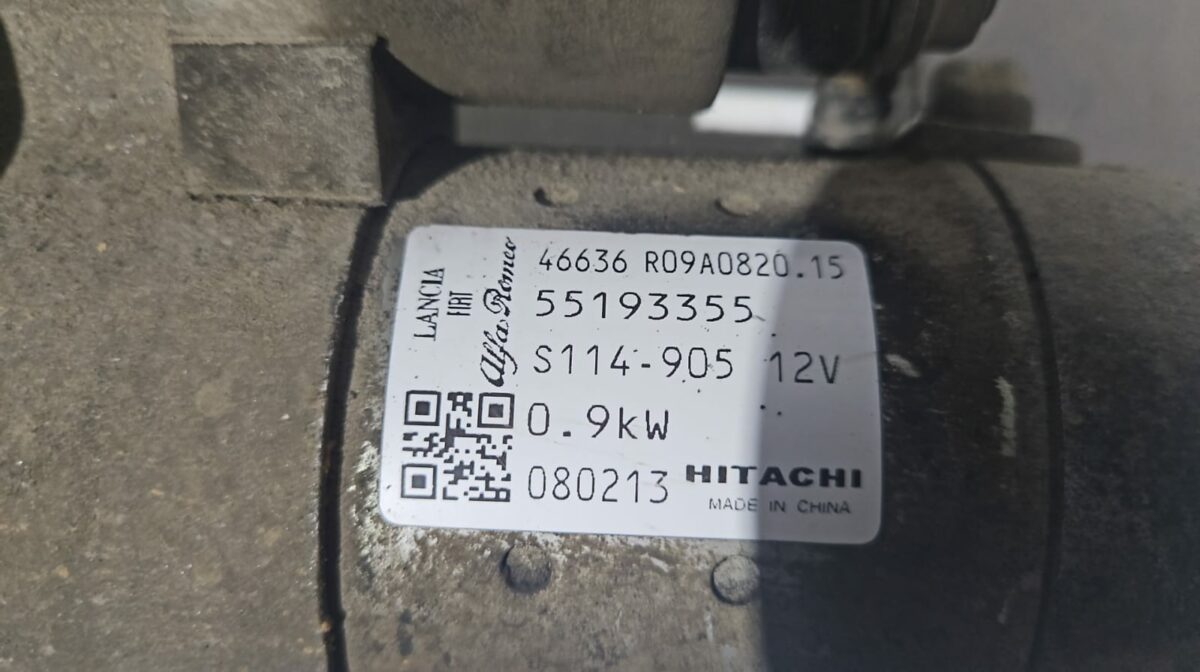 LANCIA
FIAT
Alfa Romeo
46636 R09A0820.15
55193355
S114-905 12V
0.9kW
080213 HITACHI
MADE IN CHINA